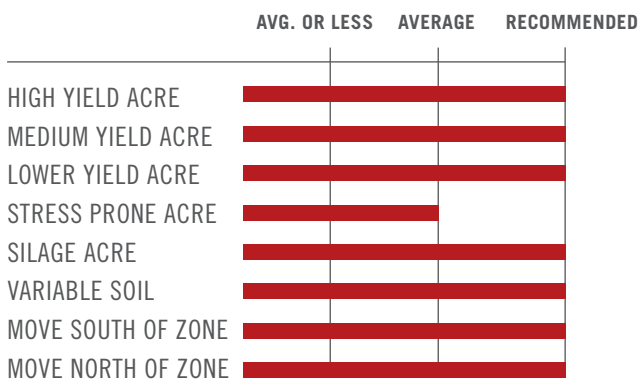 AVG. OR LESS AVERAGE RECOMMENDED
HIGH YIELD ACRE
MEDIUM YIELD ACRE
LOWER YIELD ACRE
STRESS PRONE ACRE
SILAGE ACRE
VARIABLE SOIL
MOVE SOUTH OF ZONE
MOVE NORTH OF ZONE